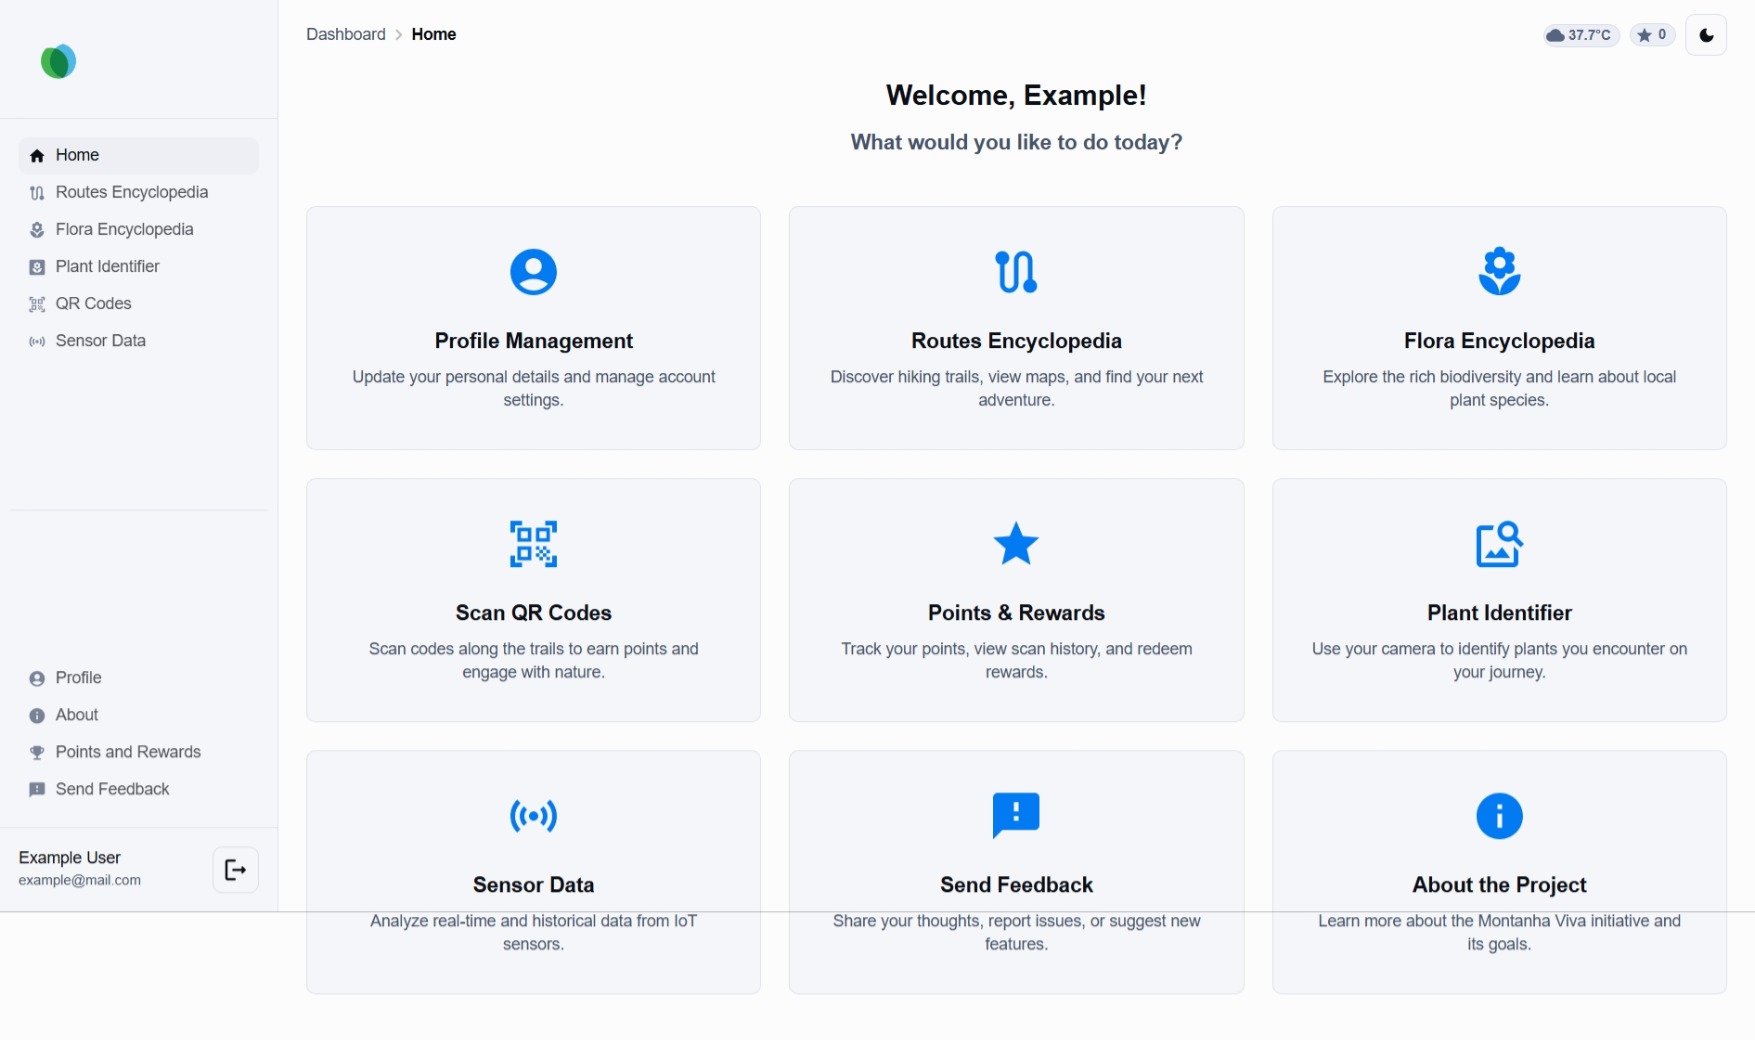 Dashboard > Home
37.7°C
0
Welcome, Example!
What would you like to do today?
Home
Routes Encyclopedia
Flora Encyclopedia
Plant Identifier
QR Codes
Sensor Data
Profile
About
Points and Rewards
Send Feedback
Example User
example@mail.com
Profile Management
Update your personal details and manage account
settings.
Routes Encyclopedia
Discover hiking trails, view maps, and find your next
adventure.
Flora Encyclopedia
Explore the rich biodiversity and learn about local
plant species.
Scan QR Codes
Scan codes along the trails to earn points and
engage with nature.
Points & Rewards
Track your points, view scan history, and redeem
rewards.
Plant Identifier
Use your camera to identify plants you encounter on
your journey.
Sensor Data
Analyze real-time and historical data from IoT
sensors.
Send Feedback
Share your thoughts, report issues, or suggest new
features.
About the Project
Learn more about the Montanha Viva initiative and
its goals.